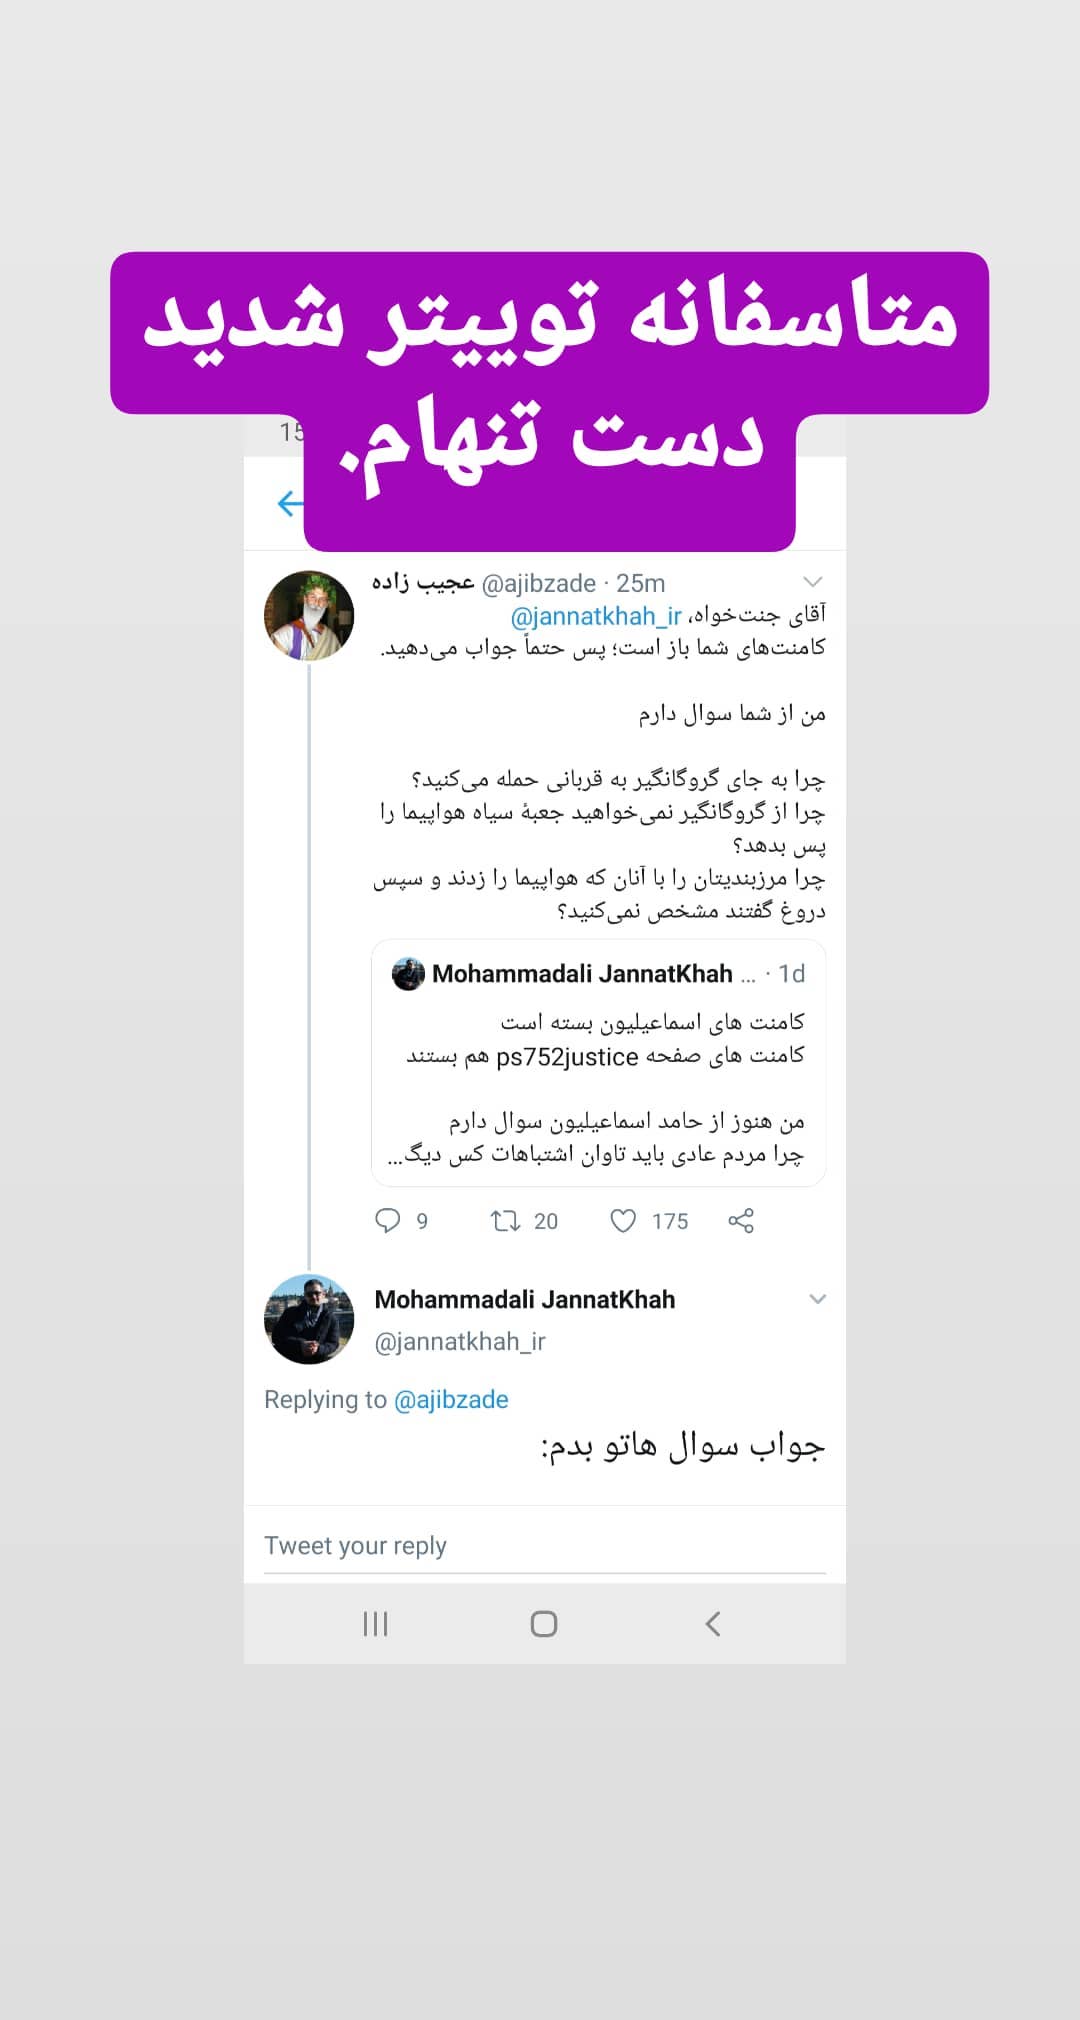 متاسفانه توییتر شدید
دست تنهام.
15
عجیب زاده @ajibzade · 25m
آقای جنت‌خواه، @jannatkhah_ir
کامنت‌های شما باز است؛ پس حتماً جواب می‌دهید.
من از شما سوال دارم
چرا به جای گروگانگیر به قربانی حمله می‌کنید؟
چرا از گروگانگیر نمی‌خواهید جعبهٔ سیاه هواپیما را
پس بدهد؟
چرا مرزبندیتان را با آنان که هواپیما را زدند و سپس
دروغ گفتند مشخص نمی‌کنید؟
Mohammadali JannatKhah ... · 1d
کامنت های اسماعیلیون بسته است
کامنت های صفحه ps752justice هم بستند
من هنوز از حامد اسماعیلیون سوال دارم
چرا مردم عادی باید تاوان اشتباهات کس دیگ...
9 20 175
Mohammadali JannatKhah
@jannatkhah_ir
Replying to @ajibzade
جواب سوال هاتو بدم:
Tweet your reply